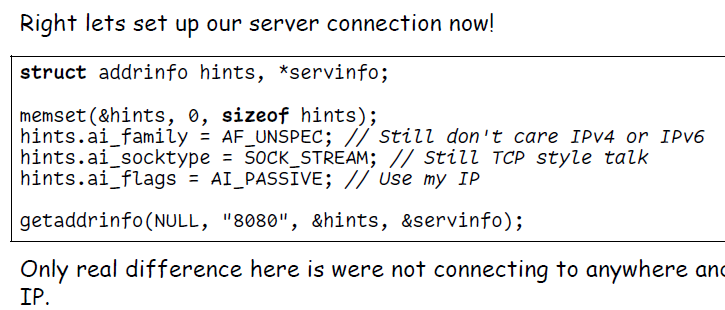 Right lets set up our server connection now!
struct addrinfo hints, *servinfo;
memset(&hints, 0, sizeof hints);
hints.ai_family = AF_UNSPEC; // Still don't care IPv4 or IPv6
hints.ai_socktype = SOCK_STREAM; // Still TCP style talk
hints.ai_flags = AI_PASSIVE; // Use my IP
getaddrinfo(NULL, "8080", &hints, &servinfo);
Only real difference here is were not connecting to anywhere
IP.